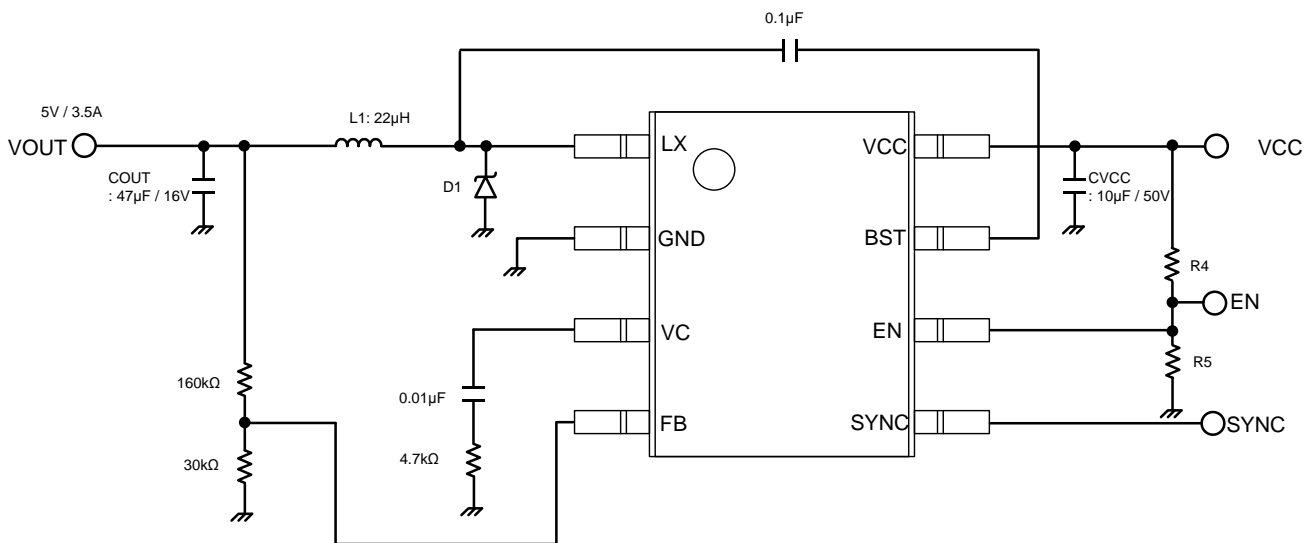 0.1µF
5V / 3.5A
L1: 22µH
VOUT
LX
VCC
VCC
COUT
: 47µF / 16V
D1
CVCC
: 10µF / 50V
GND
BST
R4
EN
VC
EN
R5
160kΩ
0.01µF
FB
SYNC
SYNC
30kΩ
4.7kΩ